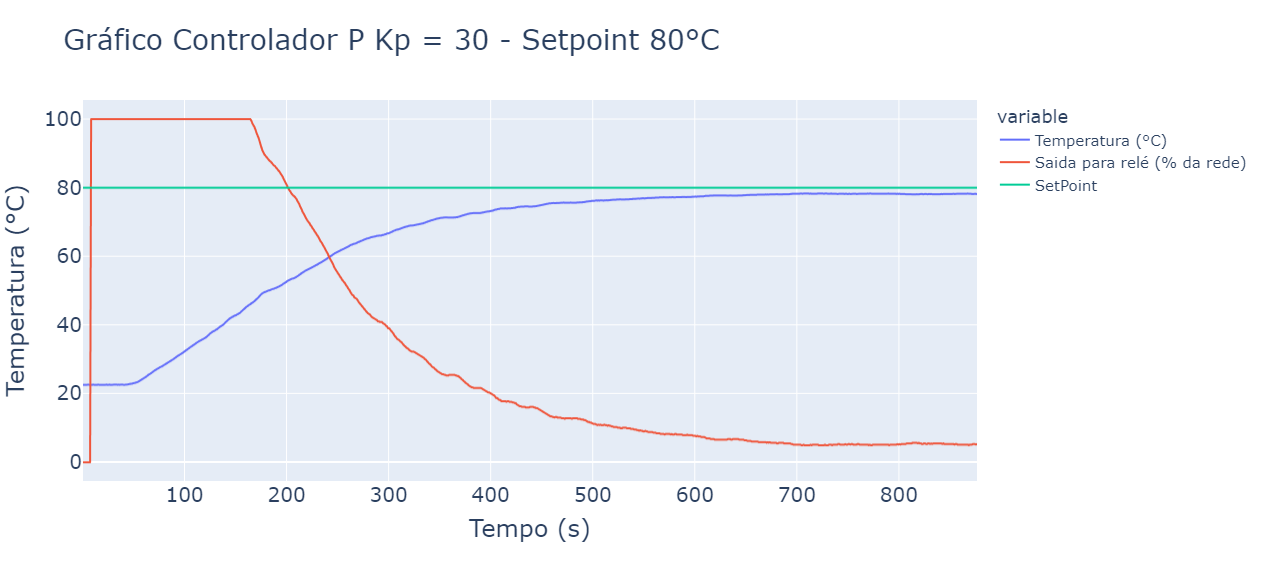 Gráfico Controlador P Kp = 30 - Setpoint 80°C
variable
Temperatura (°C)
Saida para relé (% da rede)
SetPoint
Temperatura (°C)
100
80
60
40
20
0
100 200 300 400 500 600 700 800
Tempo (s)